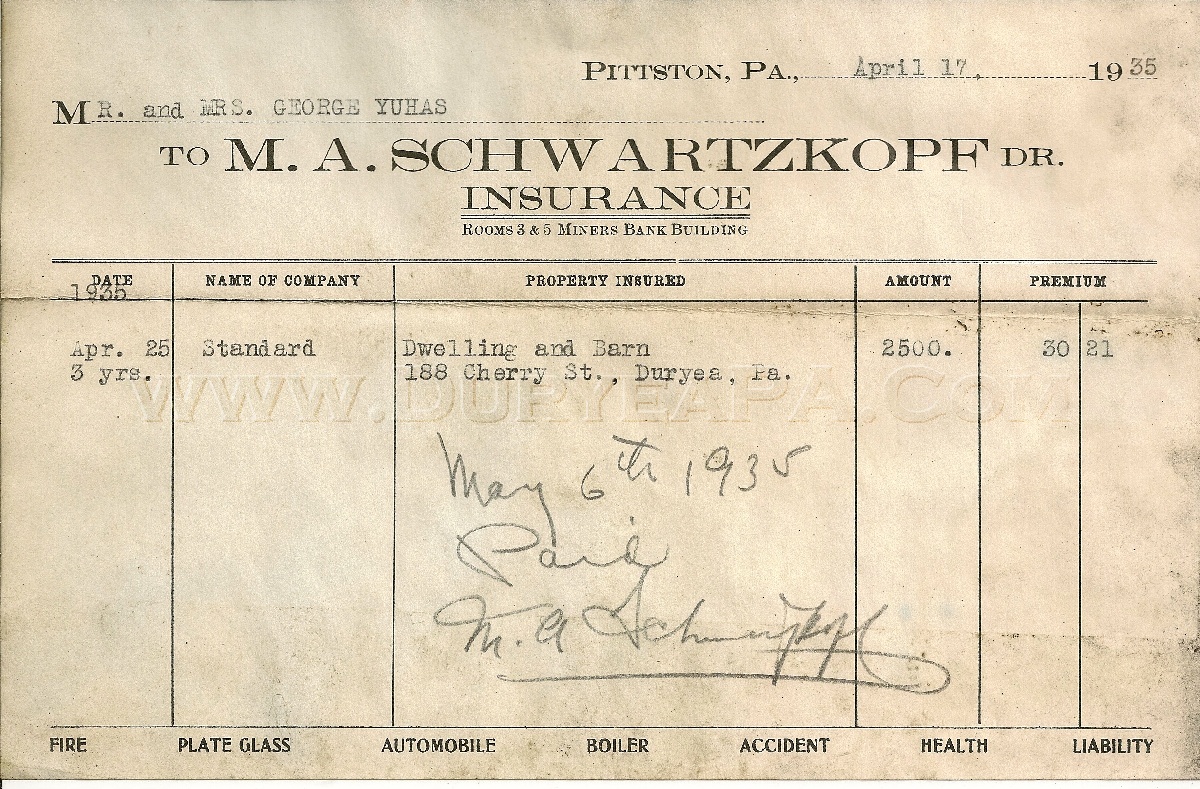 PITTSTON, PA., April 17, 1935
MR. and MRS. GEORGE YUHAS
TO M. A. SCHWARTZKOPF DR.
INSURANCE
ROOMS 3 & 5 MINERS BANK BUILDING
DATE NAME OF COMPANY PROPERTY INSURED AMOUNT PREMIUM
1935
Apr. 25 Standard Dwelling and Barn 2500. 30 21
3 yrs. 188 Cherry St., Duryea, Pa.
WWW.DURYEAPA.COM
May 6th 1935
Paid
M. A Schwartzkopf
FIRE PLATE GLASS AUTOMOBILE BOILER ACCIDENT HEALTH LIABILITY